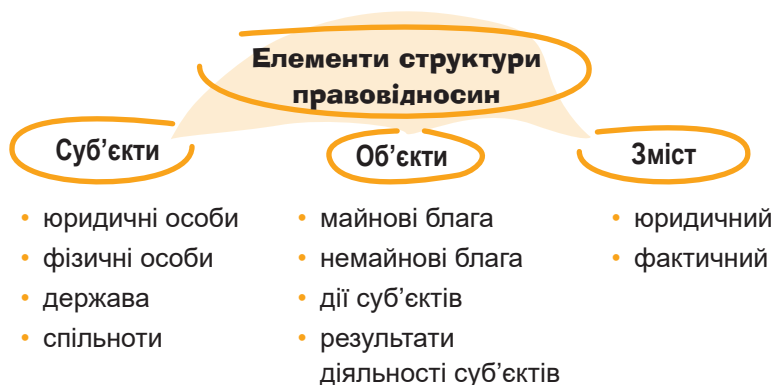 Елементи структури
правовідносин
Суб’єкти
• юридичні особи
• фізичні особи
• держава
• спільноти
Об’єкти
• майнові блага
• немайнові блага
• дії суб’єктів
• результати
діяльності суб’єктів
Зміст
• юридичний
• фактичний